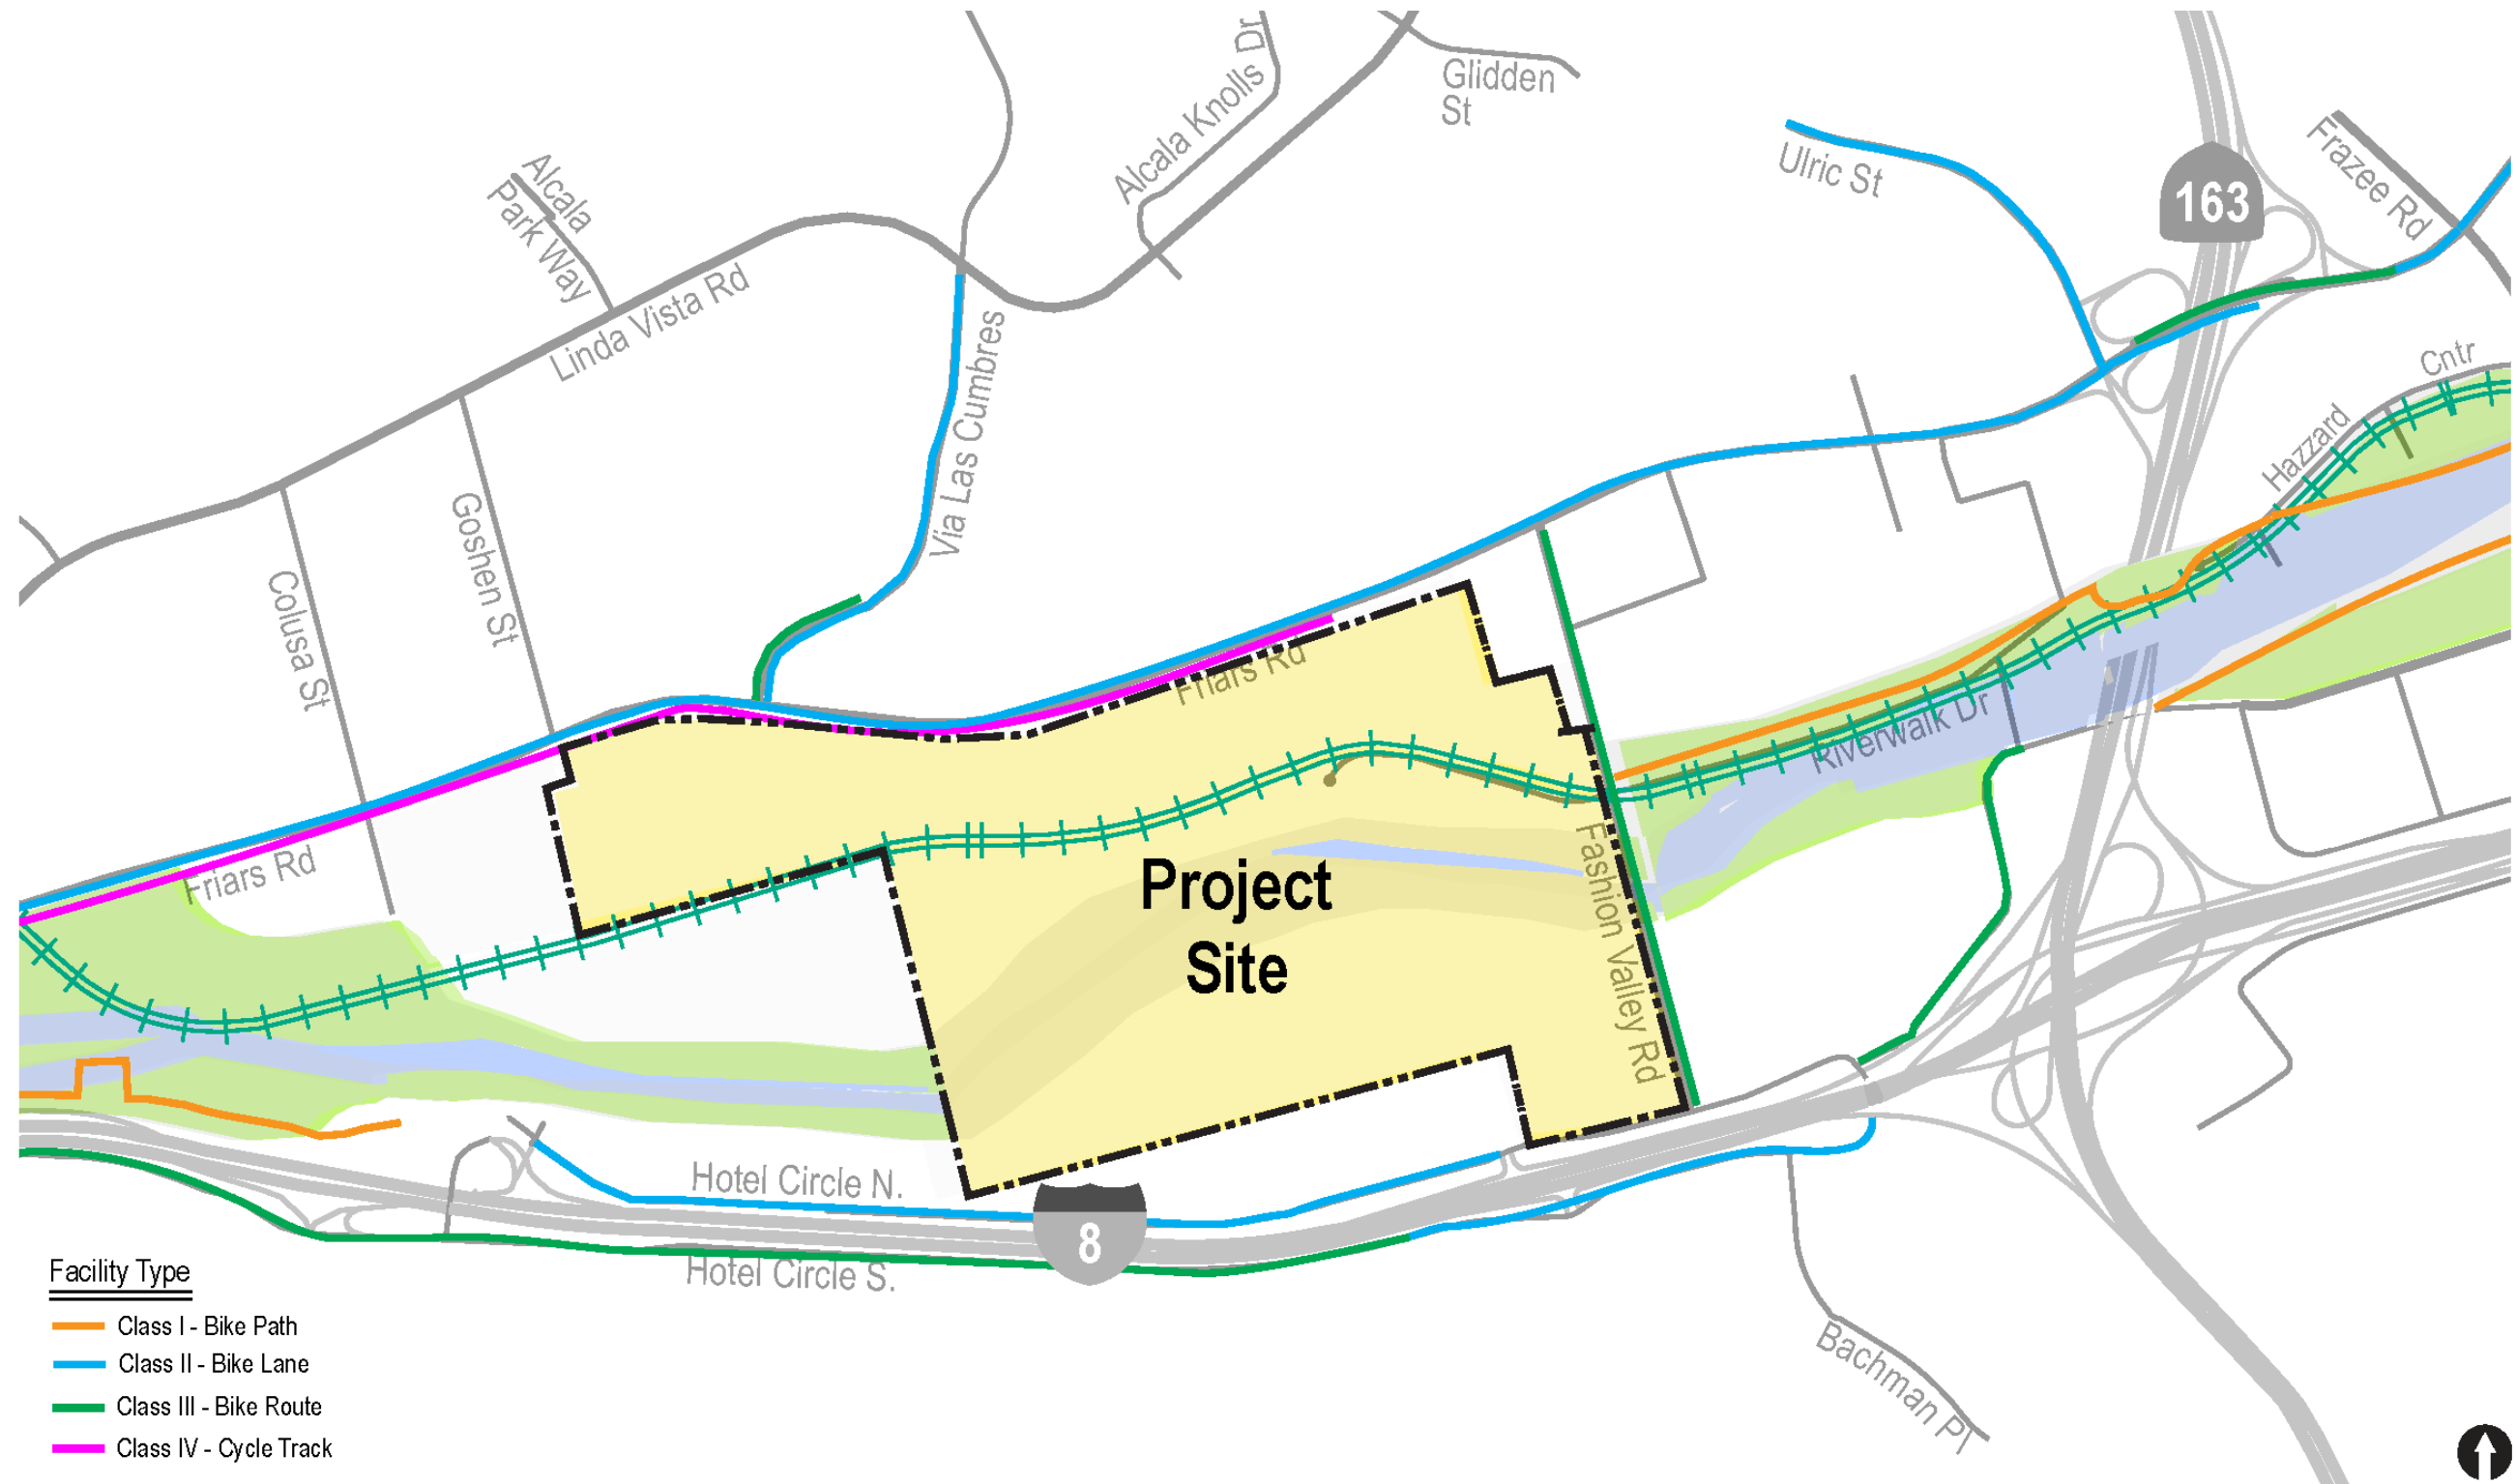 Alcala Knolls Dr
Glidden
St
Ulric St
163
Frazee Rd
Alcala
Park Way
Linda Vista Rd
Via Las Cumbres
Hazzard Cntr
Goshen St
Colusa St
Friars Rd
Riverwalk Dr
Friars Rd
Project
Site
Fashion Valley Rd
Hotel Circle N.
8
Hotel Circle S.
Bachman Pl
Facility Type
Class I - Bike Path
Class II - Bike Lane
Class III - Bike Route
Class IV - Cycle Track